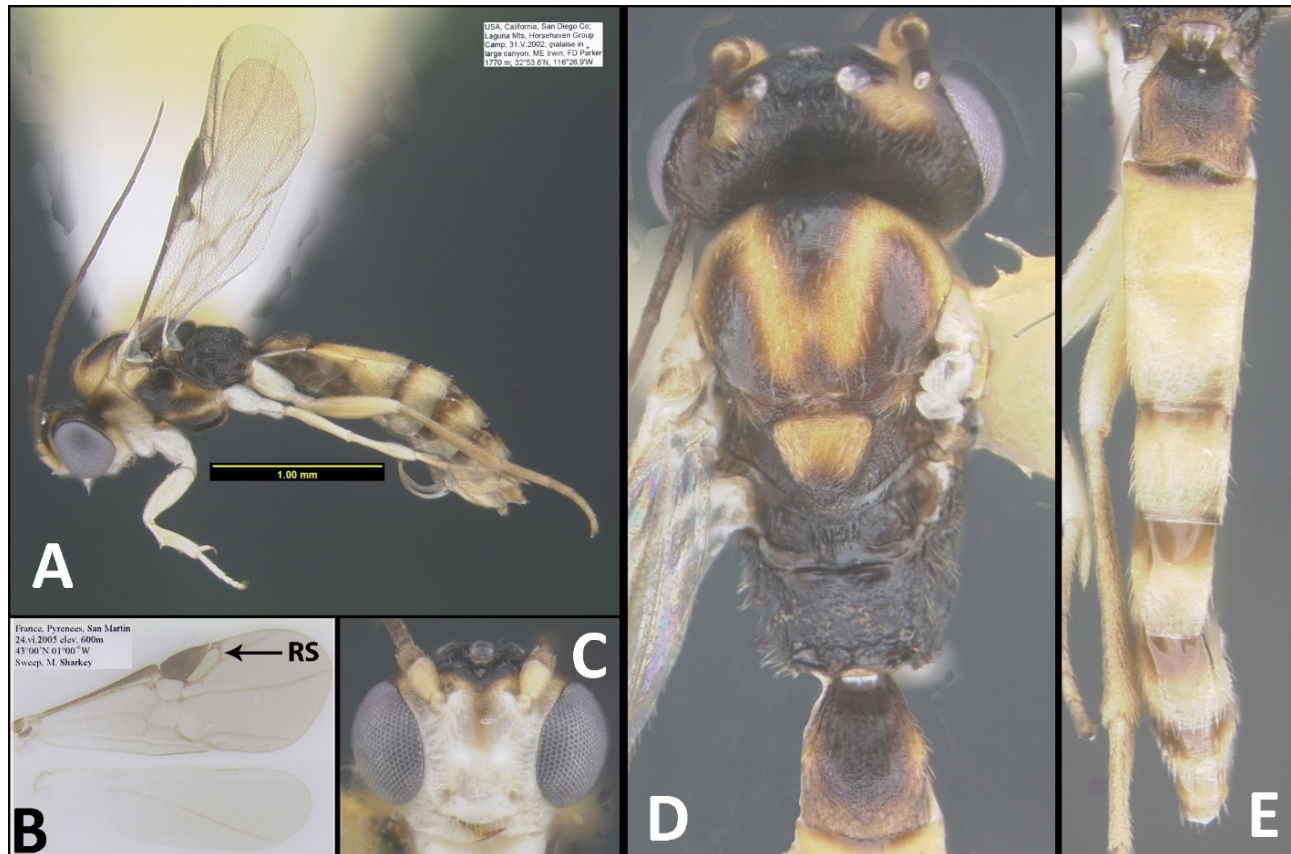 USA, California, San Diego Co;
Laguna Mts, Horsehaven Group
Camp; 31.V.2002; malaise in
large canyon; ME Irwin, FD Parker
1770 m; 32°53.6'N, 116°26.9'W
1.00 mm
A
France, Pyrenees, San Martin
24.vi.2005 elev. 600m
43°00'N 01°00'W
Sweep, M. Sharkey
RS
B
C
D
E